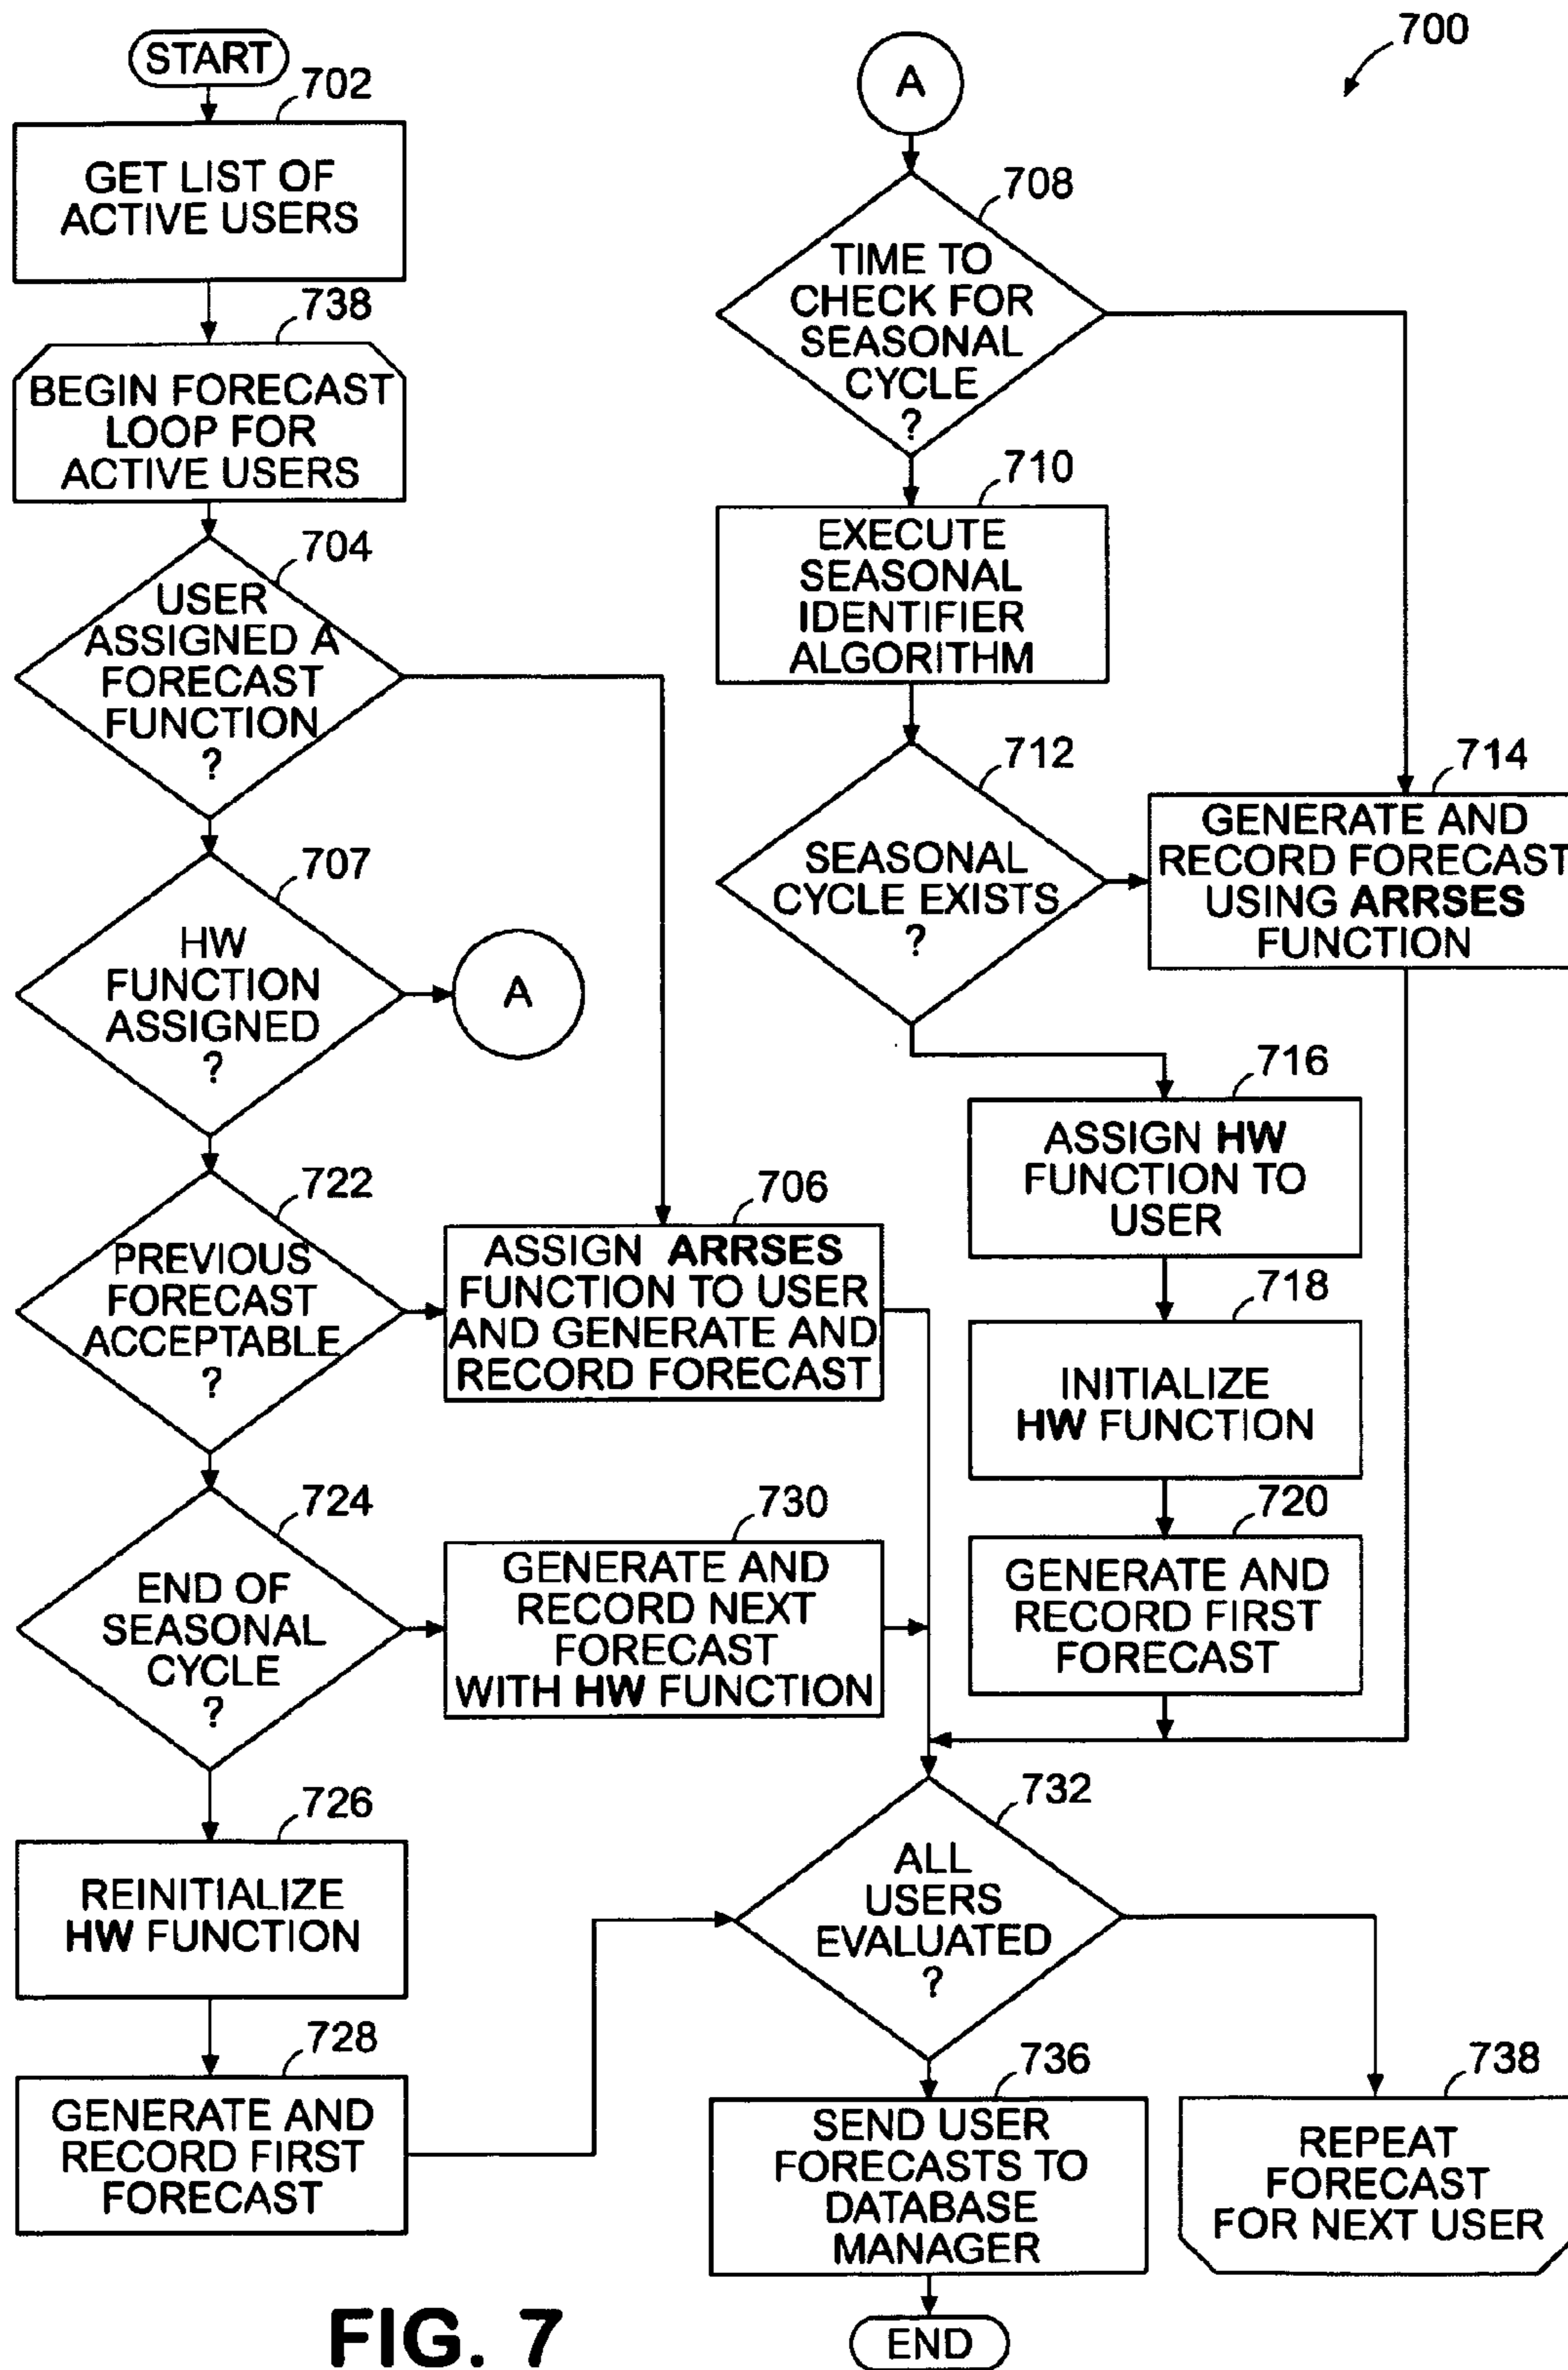 START
702
GET LIST OF
ACTIVE USERS
738
BEGIN FORECAST
LOOP FOR
ACTIVE USERS
704
USER
ASSIGNED A
FORECAST
FUNCTION
?
707
HW
FUNCTION
ASSIGNED
?
A
722
PREVIOUS
FORECAST
ACCEPTABLE
?
706
ASSIGN ARRSES
FUNCTION TO USER
AND GENERATE AND
RECORD FORECAST
724
END OF
SEASONAL
CYCLE
?
730
GENERATE AND
RECORD NEXT
FORECAST
WITH HW FUNCTION
726
REINITIALIZE
HW FUNCTION
728
GENERATE AND
RECORD FIRST
FORECAST
700
A
708
TIME TO
CHECK FOR
SEASONAL
CYCLE
?
710
EXECUTE
SEASONAL
IDENTIFIER
ALGORITHM
712
SEASONAL
CYCLE EXISTS
?
714
GENERATE AND
RECORD FORECAST
USING ARRSES
FUNCTION
716
ASSIGN HW
FUNCTION TO
USER
718
INITIALIZE
HW FUNCTION
720
GENERATE AND
RECORD FIRST
FORECAST
732
ALL
USERS
EVALUATED
?
736
SEND USER
FORECASTS TO
DATABASE
MANAGER
738
REPEAT
FORECAST
FOR NEXT USER
END
FIG. 7